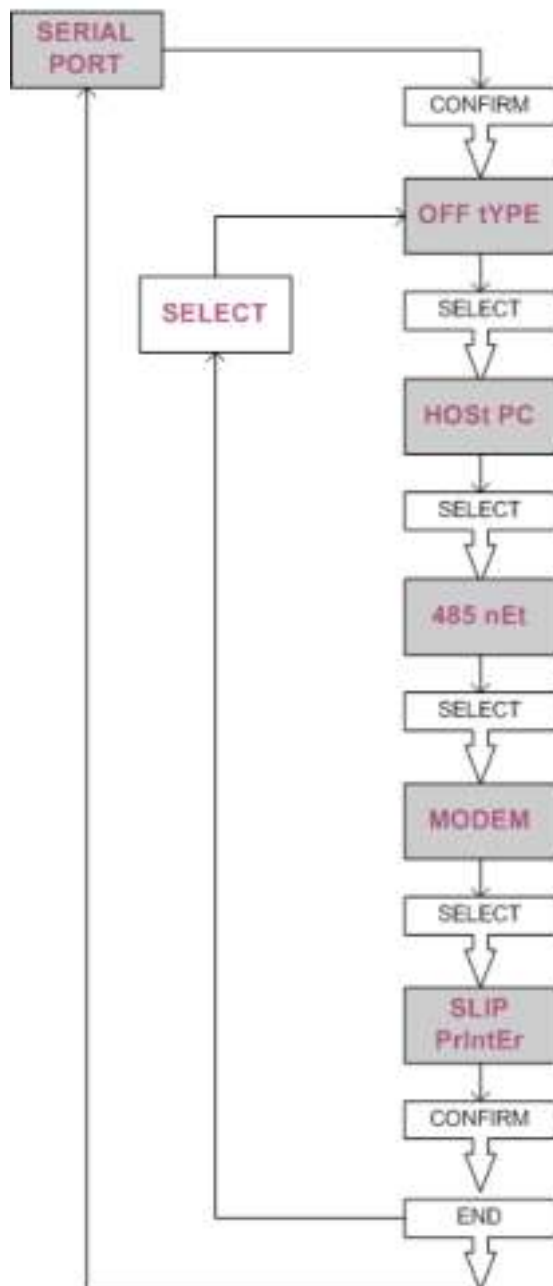 SERIAL
PORT
CONFIRM
OFF tYPE
SELECT
SELECT
HOSt PC
SELECT
485 nEt
SELECT
MODEM
SELECT
SLIP
PrIntEr
CONFIRM
END